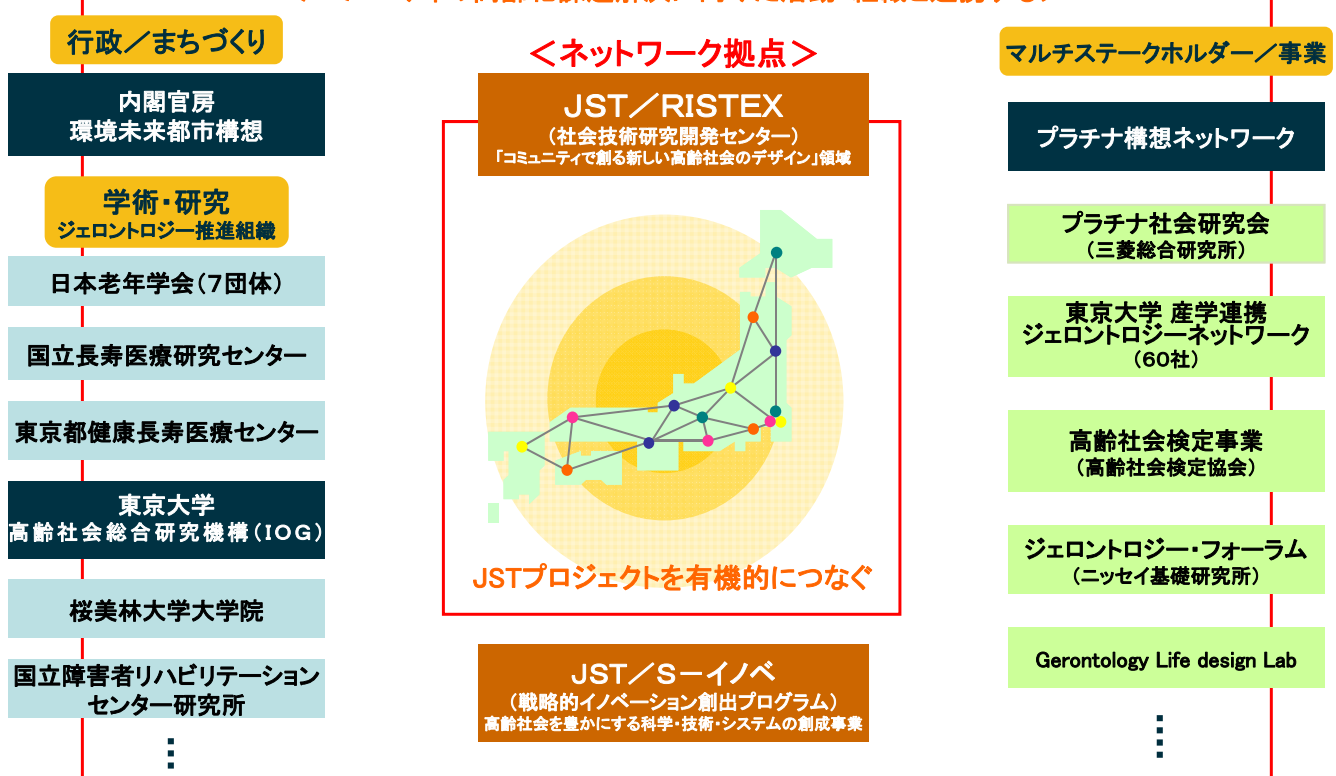 行政／まちづくり
内閣官房
環境未来都市構想
学術・研究
ジェロントロジー推進組織
日本老年学会（７団体）
国立長寿医療研究センター
東京都健康長寿医療センター
東京大学
高齢社会総合研究機構（IOG）
桜美林大学大学院
国立障害者リハビリテーション
センター研究所
＜ネットワーク拠点＞
JST／RISTEX
（社会技術研究開発センター）
「コミュニティで創る新しい高齢社会のデザイン」領域
JSTプロジェクトを有機的につなぐ
JST／S－イノベ
（戦略的イノベーション創出プログラム）
高齢社会を豊かにする科学・技術・システムの創成事業
マルチステークホルダー／事業
プラチナ構想ネットワーク
プラチナ社会研究会
（三菱総合研究所）
東京大学 産学連携
ジェロントロジーネットワーク
（60社）
高齢社会検定事業
（高齢社会検定協会）
ジェロントロジー・フォーラム
（ニッセイ基礎研究所）
Gerontology Life design Lab